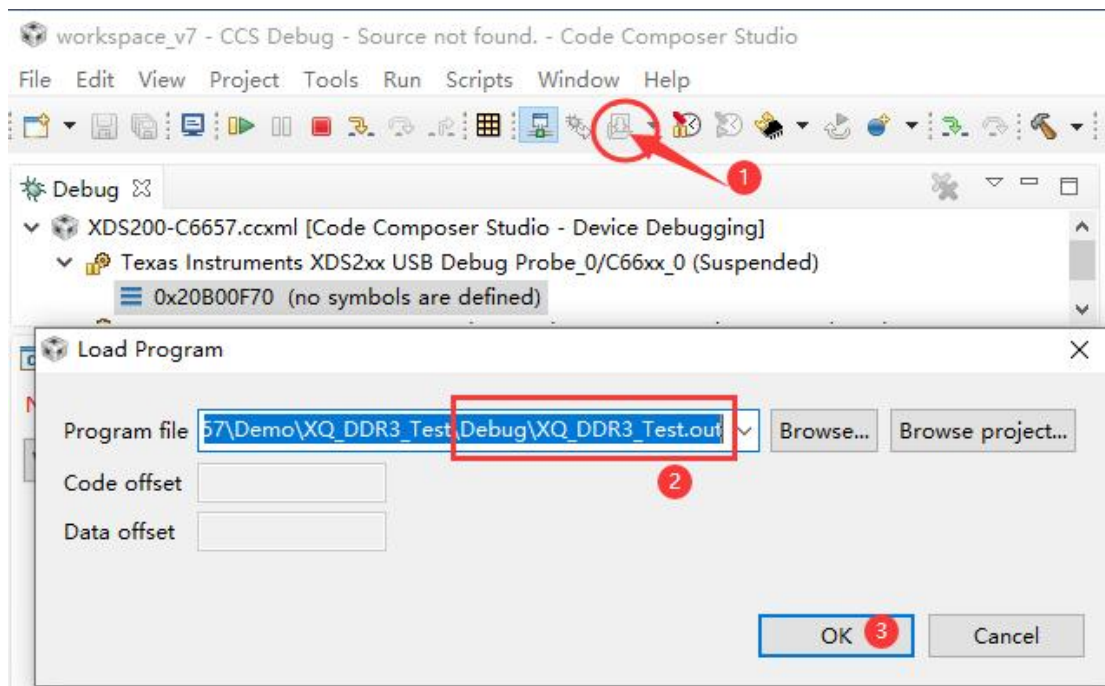 workspace_v7 - CCS Debug - Source not found. - Code Composer Studio
File Edit View Project Tools Run Scripts Window Help
1
Debug
XDS200-C6657.ccxml [Code Composer Studio - Device Debugging]
Texas Instruments XDS2xx USB Debug Probe_0/C66xx_0 (Suspended)
0x20B00F70 (no symbols are defined)
Load Program
Program file 57\Demo\XQ_DDR3_Test\Debug\XQ_DDR3_Test.out Browse... Browse project...
2
Code offset
Data offset
OK 3 Cancel